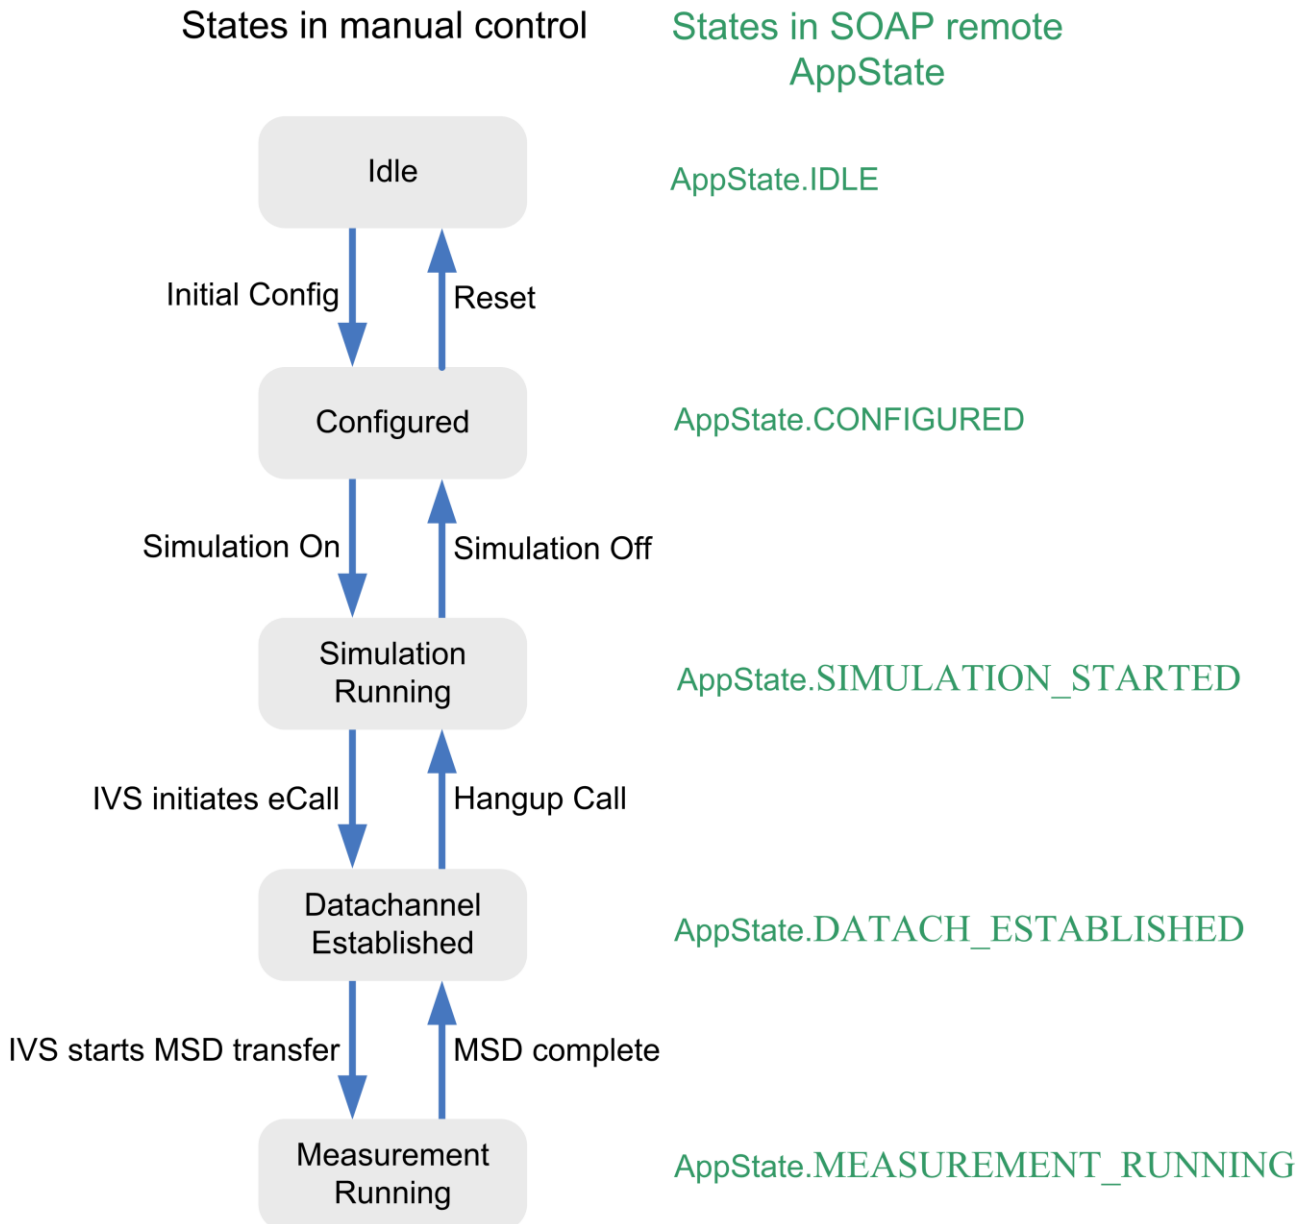 States in manual control
States in SOAP remote
AppState
Idle
AppState.IDLE
Initial Config
Reset
Configured
AppState.CONFIGURED
Simulation On
Simulation Off
Simulation
Running
AppState.SIMULATION_STARTED
IVS initiates eCall
Hangup Call
Datachannel
Established
AppState.DATACH_ESTABLISHED
IVS starts MSD transfer
MSD complete
Measurement
Running
AppState.MEASUREMENT_RUNNING